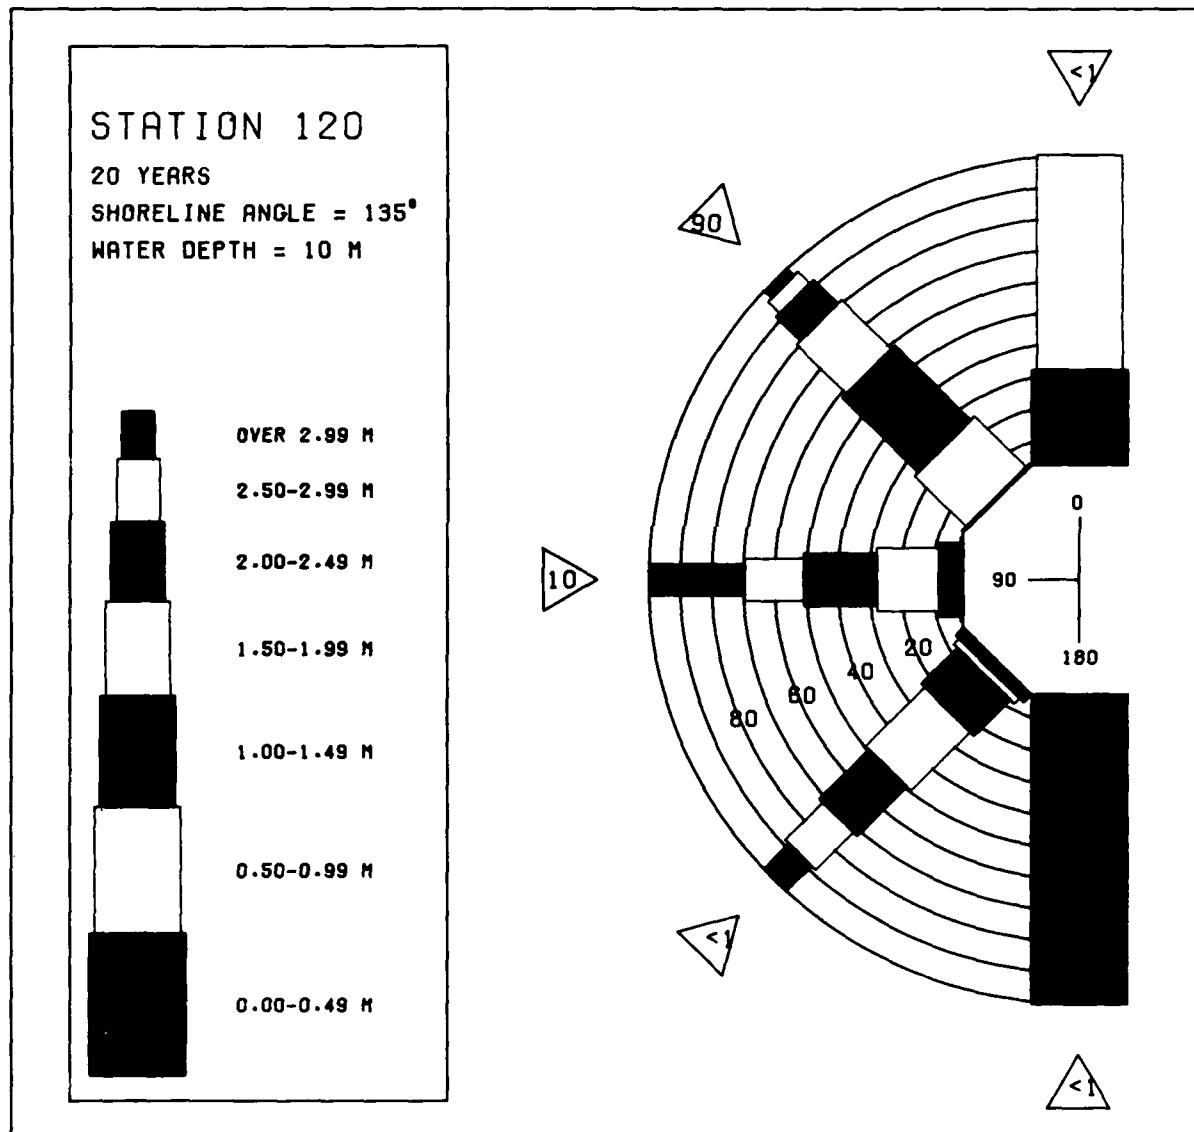 STATION 120
20 YEARS
SHORELINE ANGLE = 135°
WATER DEPTH = 10 M
OVER 2.99 M
2.50-2.99 M
2.00-2.49 M
1.50-1.99 M
1.00-1.49 M
0.50-0.99 M
0.00-0.49 M
<1
90
10
<1
<1
20
40
60
80
0
90
180